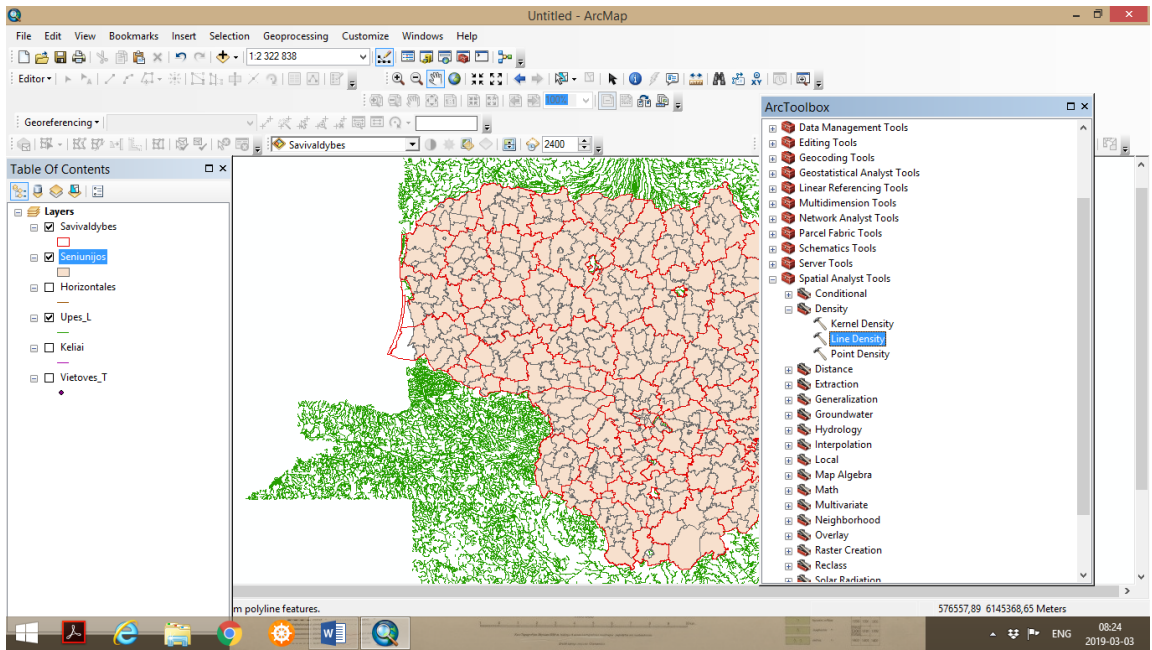 Untitled - ArcMap
File Edit View Bookmarks Insert Selection Geoprocessing Customize Windows Help
1:2 322 838
Editor
100%
Georeferencing
Savivaldybes
2400
Table Of Contents
Layers
Savivaldybes
Seniunijos
Horizontales
Upes_L
Keliai
Vietoves_T
ArcToolbox
Data Management Tools
Editing Tools
Geocoding Tools
Geostatistical Analyst Tools
Linear Referencing Tools
Multidimension Tools
Network Analyst Tools
Parcel Fabric Tools
Schematics Tools
Server Tools
Spatial Analyst Tools
Conditional
Density
Kernel Density
Line Density
Point Density
Distance
Extraction
Generalization
Groundwater
Hydrology
Interpolation
Local
Map Algebra
Math
Multivariate
Neighborhood
Overlay
Raster Creation
Reclass
Solar Radiation
m polyline features.
576557,89 6145368,65 Meters
ENG
08:24
2019-03-03